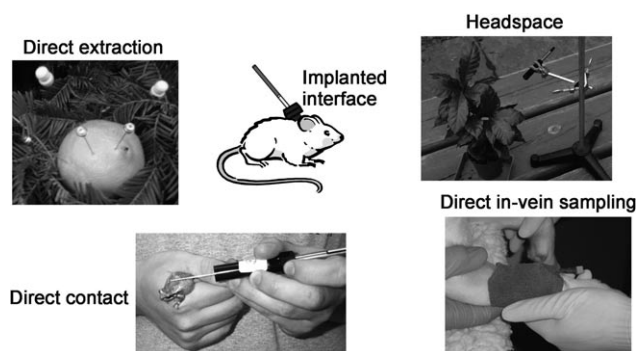 Headspace
Direct extraction
Implanted
interface
Direct in-vein sampling
Direct contact